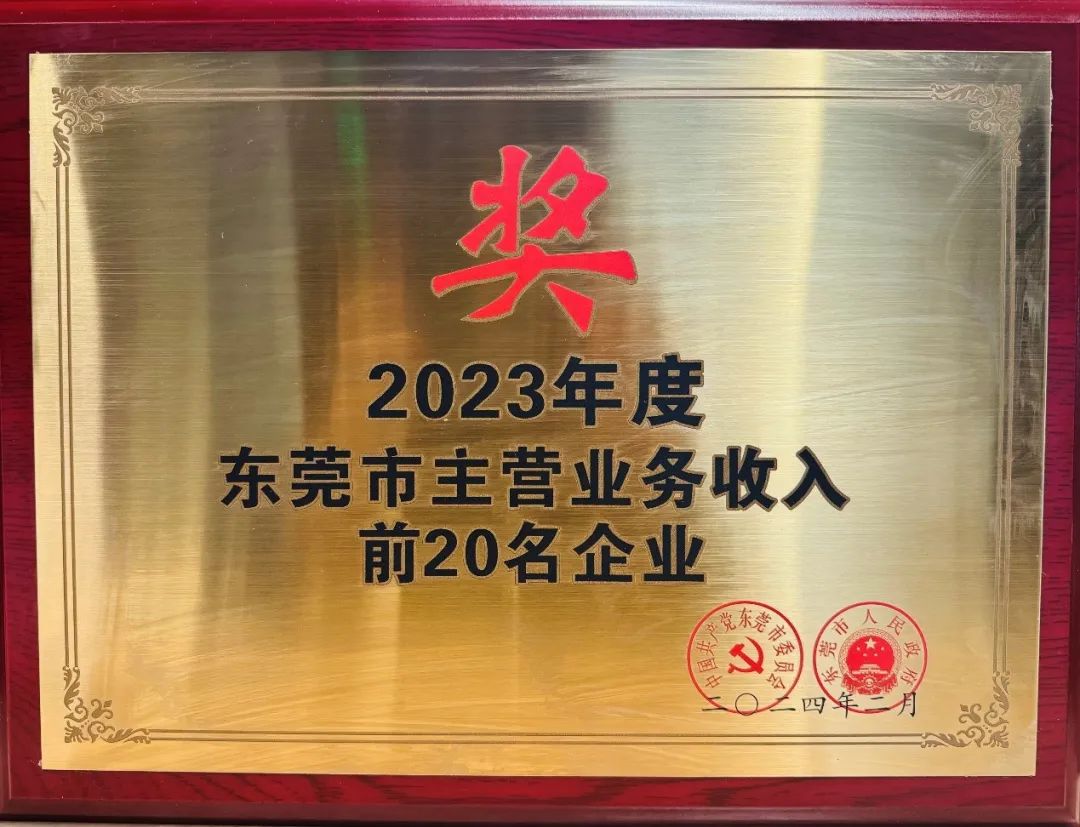 奖
2023年度
东莞市主营业务收入
前20名企业
中国共产党东莞市委员会
东莞市人民政府
二〇二四年二月